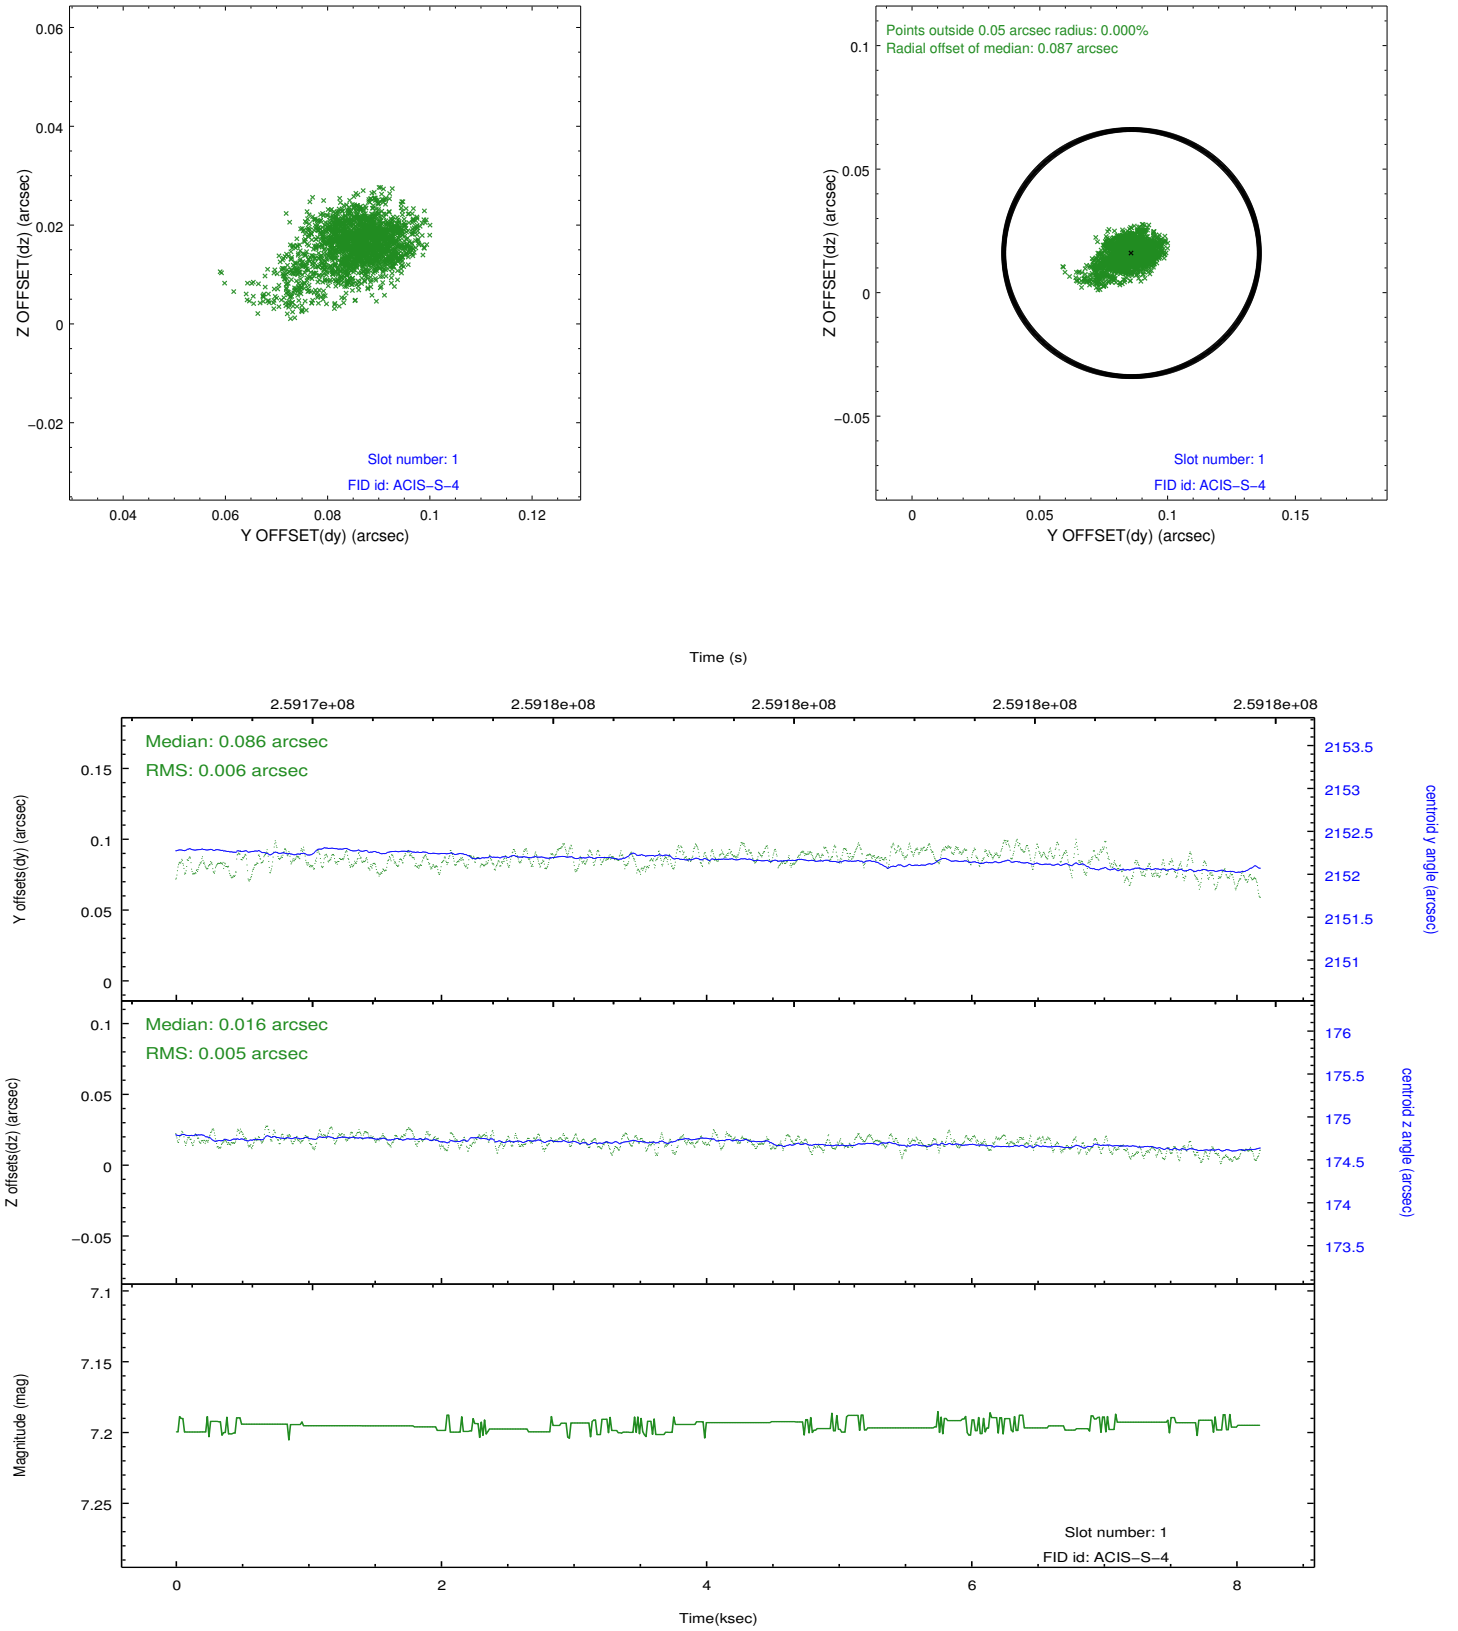 0.06
0.04
0.02
0
−0.02
Z OFFSET(dz) (arcsec)
Slot number: 1
FID id: ACIS−S−4
0.04 0.06 0.08 0.1 0.12
Y OFFSET(dy) (arcsec)
Points outside 0.05 arcsec radius: 0.000%
Radial offset of median: 0.087 arcsec
0.1
0.05
0
−0.05
Z OFFSET(dz) (arcsec)
Slot number: 1
FID id: ACIS−S−4
0 0.05 0.1 0.15
Y OFFSET(dy) (arcsec)
Time (s)
2.5917e+08 2.5918e+08 2.5918e+08 2.5918e+08 2.5918e+08
Median: 0.086 arcsec
RMS: 0.006 arcsec
0.15
0.1
0.05
0
Y offsets(dy) (arcsec)
2153.5
2153
2152.5
2152
2151.5
2151
centroid y angle (arcsec)
Median: 0.016 arcsec
RMS: 0.005 arcsec
0.1
0.05
0
−0.05
Z offsets(dz) (arcsec)
176
175.5
175
174.5
174
173.5
centroid z angle (arcsec)
7.1
7.15
7.2
7.25
Magnitude (mag)
Slot number: 1
FID id: ACIS−S−4
0 2 4 6 8
Time(ksec)